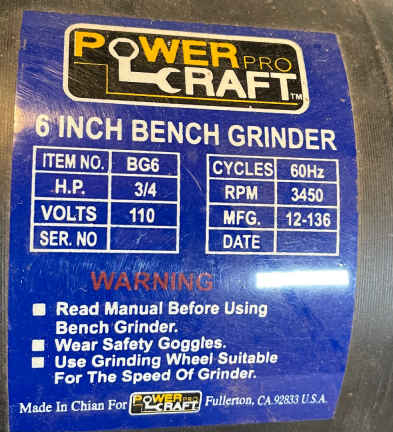 POWER PRO
CRAFT TM
6 INCH BENCH GRINDER
ITEM NO. BG6 CYCLES 60Hz
H.P. 3/4 RPM 3450
VOLTS 110 MFG. 12-136
SER. NO DATE
WARNING
Read Manual Before Using
Bench Grinder.
Wear Safety Goggles.
Use Grinding Wheel Suitable
For The Speed Of Grinder.
Made In Chian For POWER PRO CRAFT Fullerton, CA.92833 U.S.A.